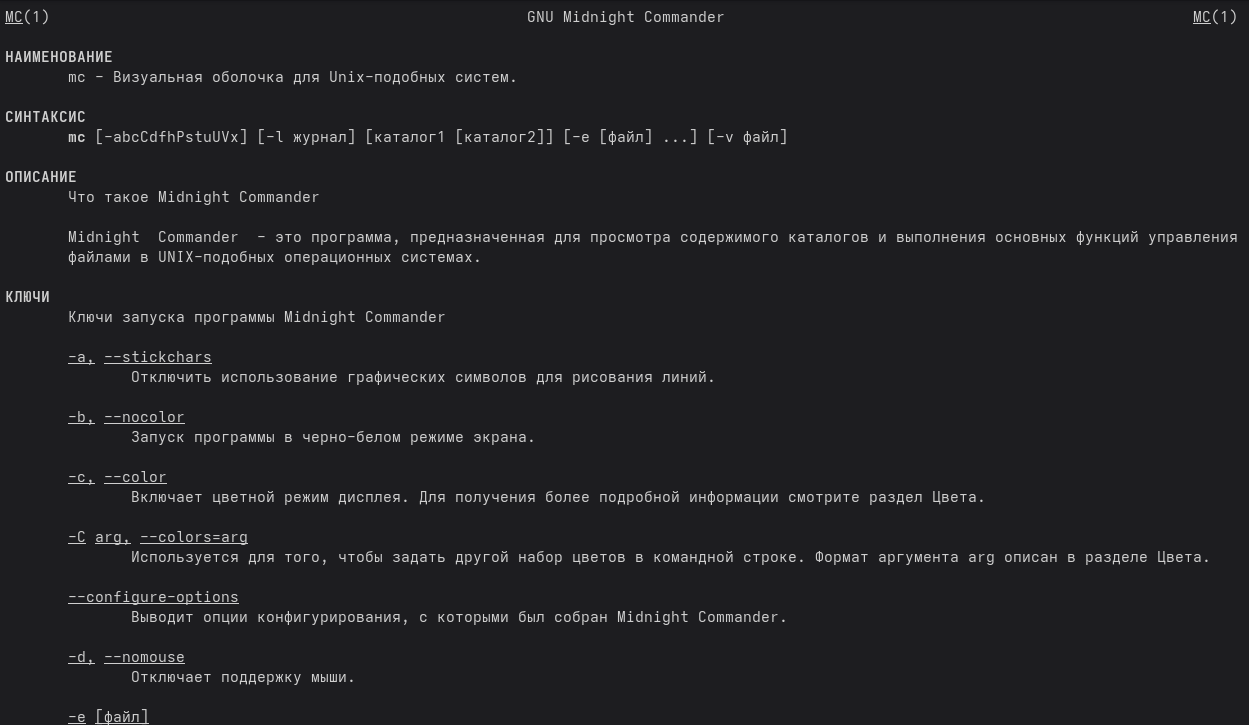 MC(1) GNU Midnight Commander MC(1)
НАИМЕНОВАНИЕ
mc - Визуальная оболочка для Unix-подобных систем.
СИНТАКСИС
mc [-abcCdfhPstuUVx] [-l журнал] [каталог1 [каталог2]] [-e [файл] ...] [-v файл]
ОПИСАНИЕ
Что такое Midnight Commander
Midnight  Commander  - это программа, предназначенная для просмотра содержимого каталогов и выполнения основных функций управления
файлами в UNIX-подобных операционных системах.
КЛЮЧИ
Ключи запуска программы Midnight Commander
-a, --stickchars
Отключить использование графических символов для рисования линий.
-b, --nocolor
Запуск программы в черно-белом режиме экрана.
-c, --color
Включает цветной режим дисплея. Для получения более подробной информации смотрите раздел Цвета.
-C arg, --colors=arg
Используется для того, чтобы задать другой набор цветов в командной строке. Формат аргумента arg описан в разделе Цвета.
--configure-options
Выводит опции конфигурирования, с которыми был собран Midnight Commander.
-d, --nomouse
Отключает поддержку мыши.
-e [файл]